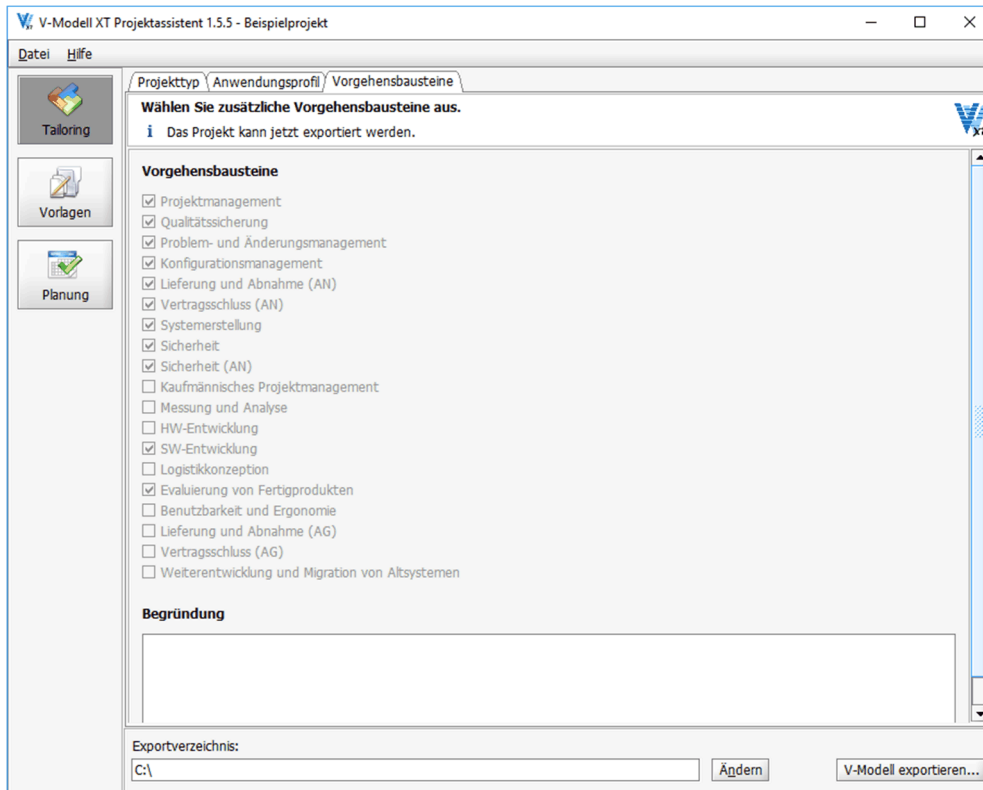 V-Modell XT Projektassistent 1.5.5 - Beispielprojekt
Datei Hilfe
Tailoring
Vorlagen
Planung
Projekttyp Anwendungsprofil Vorgehensbausteine
Wählen Sie zusätzliche Vorgehensbausteine aus.
i Das Projekt kann jetzt exportiert werden.
Vorgehensbausteine
Projektmanagement
Qualitätssicherung
Problem- und Änderungsmanagement
Konfigurationsmanagement
Lieferung und Abnahme (AN)
Vertragsschluss (AN)
Systemerstellung
Sicherheit
Sicherheit (AN)
Kaufmännisches Projektmanagement
Messung und Analyse
HW-Entwicklung
SW-Entwicklung
Logistikkonzeption
Evaluierung von Fertigprodukten
Benutzbarkeit und Ergonomie
Lieferung und Abnahme (AG)
Vertragsschluss (AG)
Weiterentwicklung und Migration von Altsystemen
Begründung
Exportverzeichnis:
C:\ Ändern V-Modell exportieren...